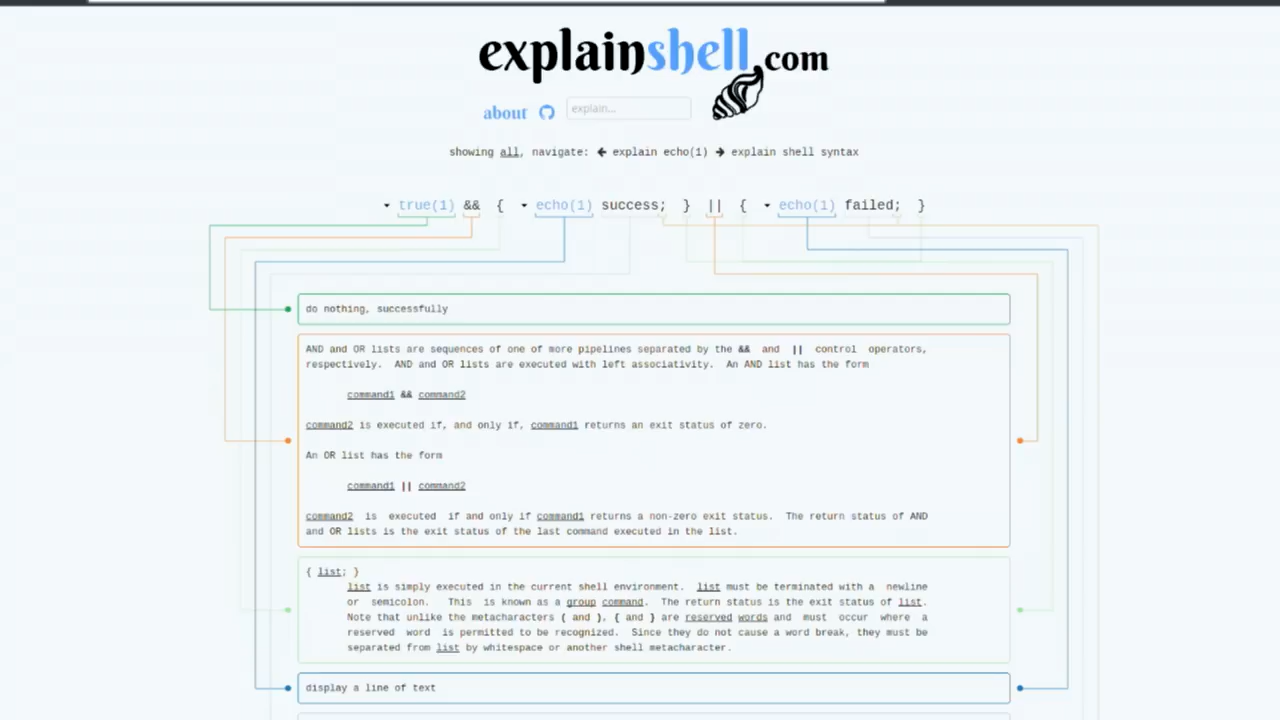 explainshell.com
about explain...
showing all, navigate: ← explain echo(1) → explain shell syntax
true(1) && { echo(1) success; } || { echo(1) failed; }
do nothing, successfully
AND and OR lists are sequences of one of more pipelines separated by the && and || control operators,
respectively. AND and OR lists are executed with left associativity. An AND list has the form
command1 && command2
command2 is executed if, and only if, command1 returns an exit status of zero.
An OR list has the form
command1 || command2
command2 is executed if and only if command1 returns a non-zero exit status. The return status of AND
and OR lists is the exit status of the last command executed in the list.
{ list; }
list is simply executed in the current shell environment. list must be terminated with a newline
or semicolon. This is known as a group command. The return status is the exit status of list.
Note that unlike the metacharacters ( and ), { and } are reserved words and must occur where a
reserved word is permitted to be recognized. Since they do not cause a word break, they must be
separated from list by whitespace or another shell metacharacter.
display a line of text